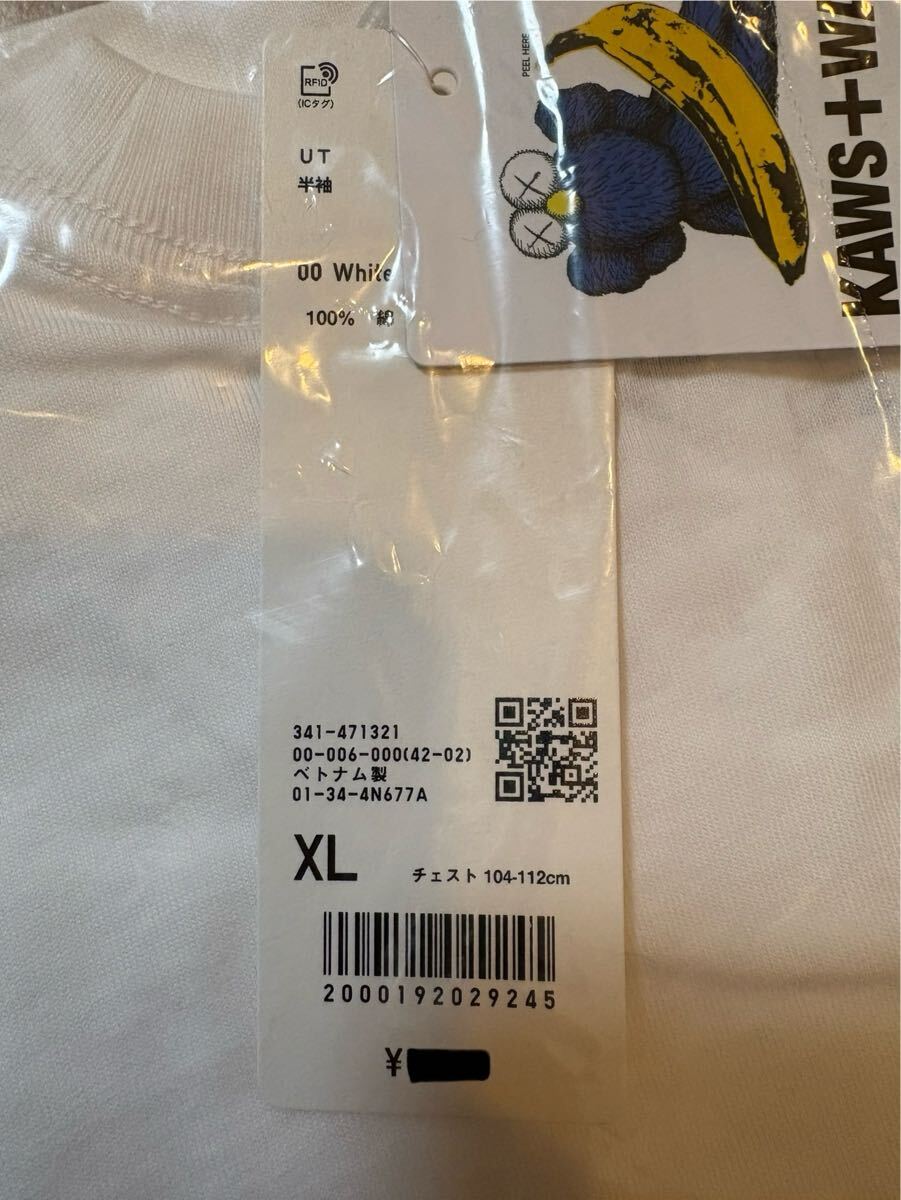 RFID
(ICタグ)
UT
半袖
00 White
100% 綿
PEEL HERE
KAWS+WA
341-471321
00-006-000(42-02)
ベトナム製
01-34-4N677A
XL
チェスト 104-112cm
2000192029245
¥